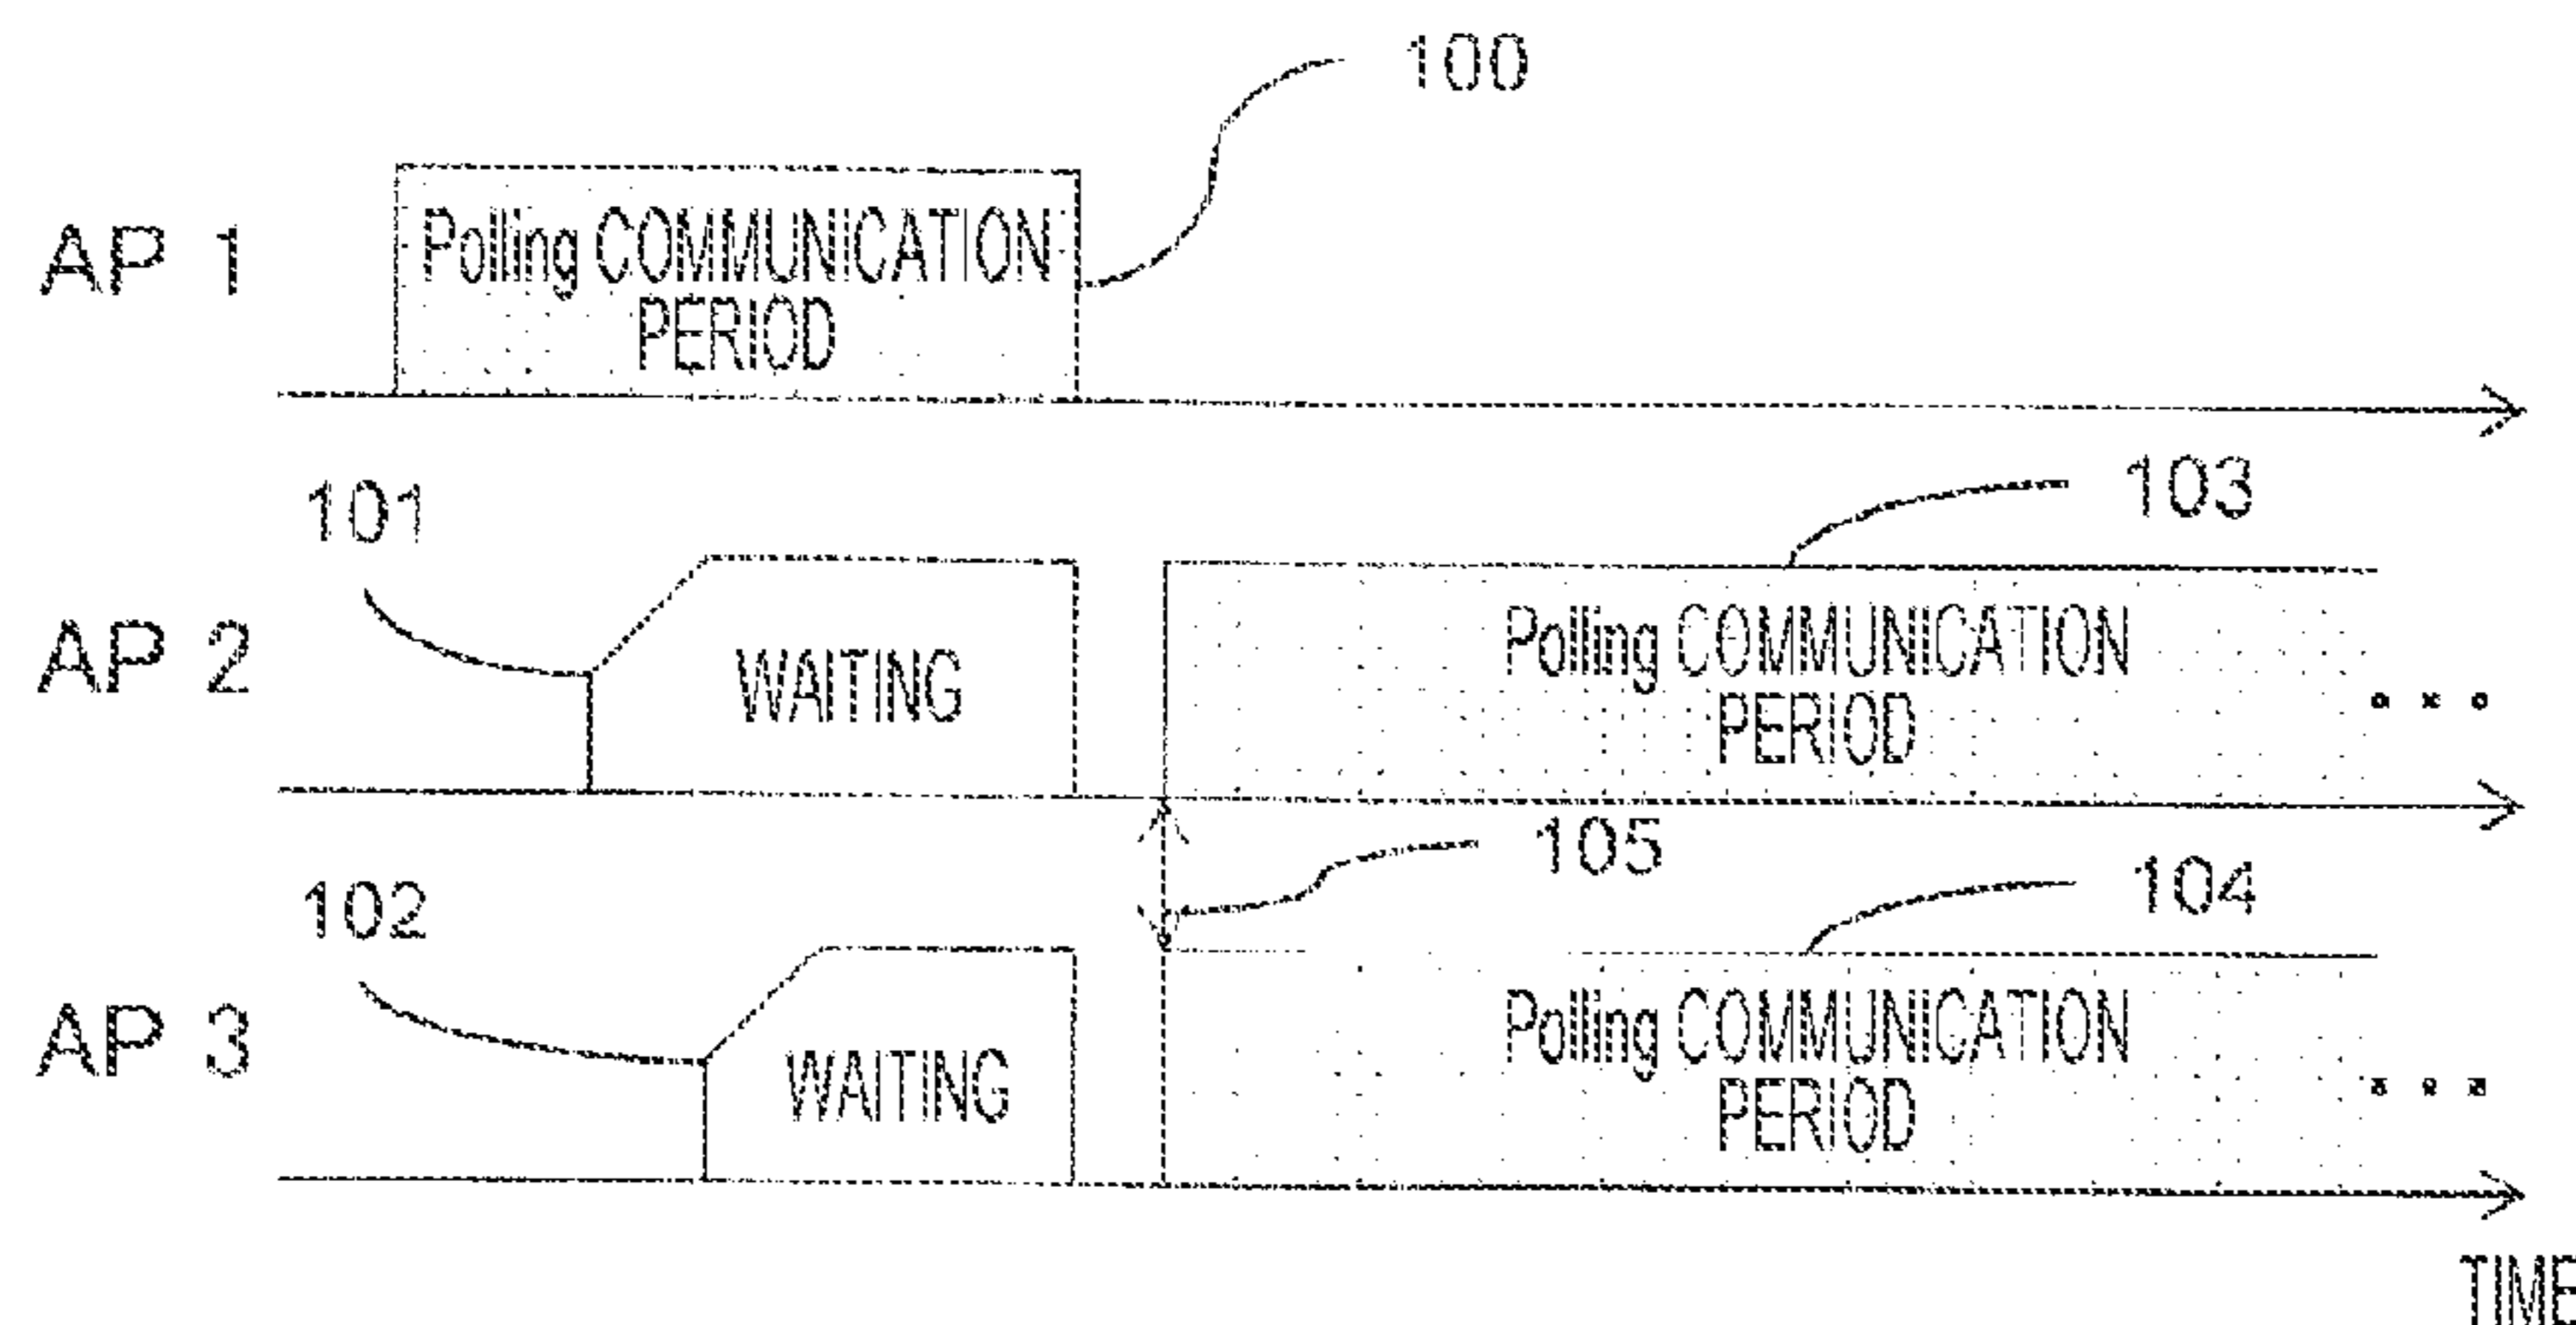 100
AP 1
Polling COMMUNICATION
PERIOD
101
103
AP 2
WAITING
Polling COMMUNICATION
PERIOD
105
102
104
AP 3
WAITING
Polling COMMUNICATION
PERIOD
TIME